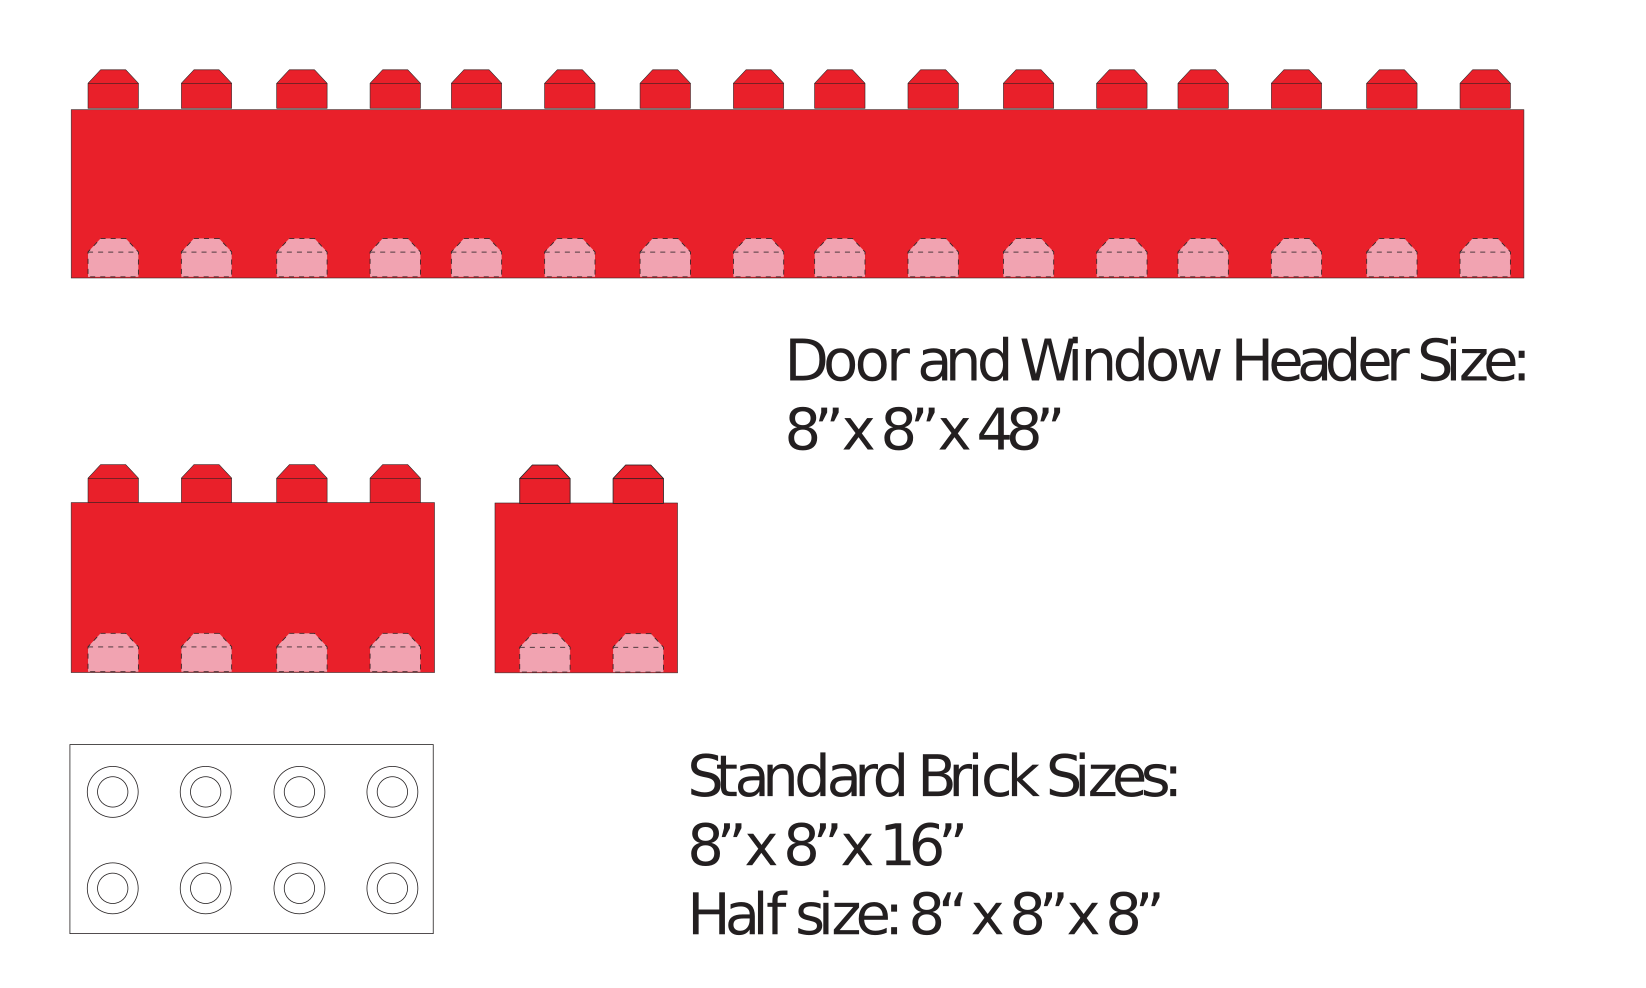 Door and Window Header Size:
8” x 8” x 48”
Standard Brick Sizes:
8” x 8” x 16”
Half size: 8“ x 8” x 8”